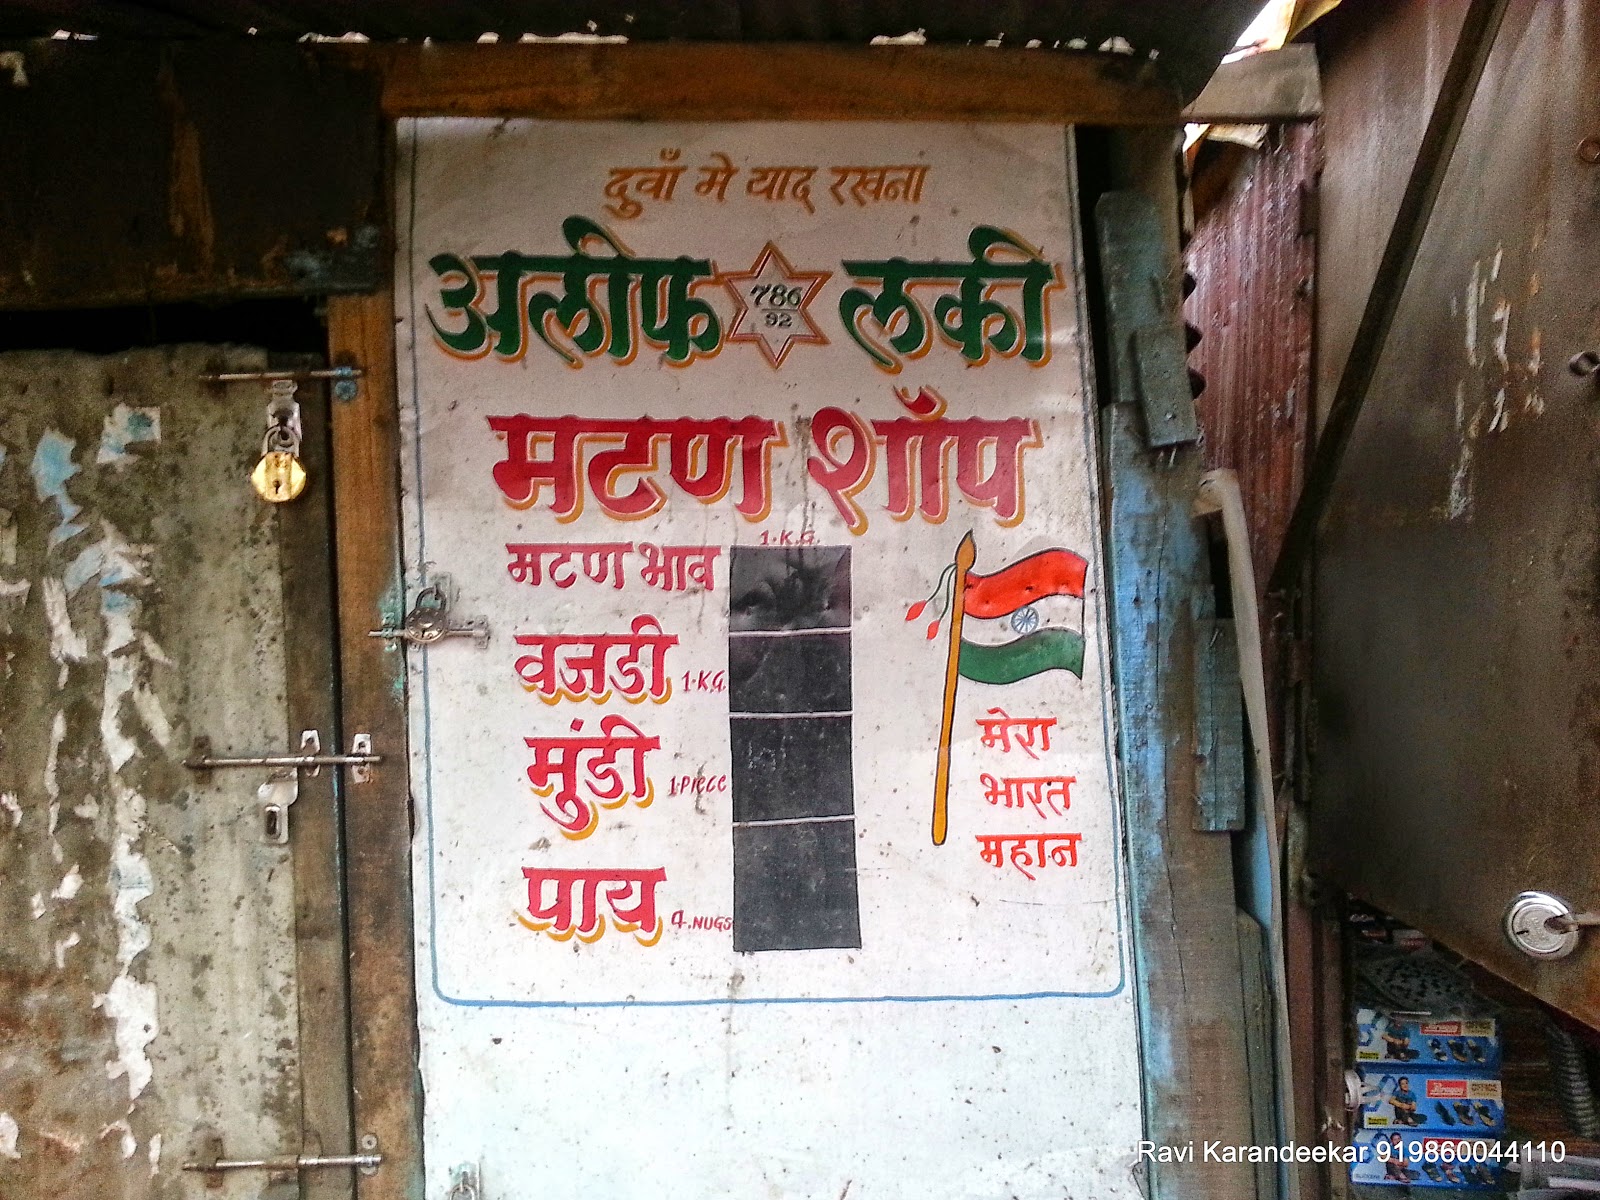 दुवाँ मे याद रखना
अलीफ 786/92 लकी
मटण शॉप
1.K.G.
मटण भाव
वजडी 1.K.G.
मुंडी 1.Piece
पाय 4.NUGS
मेरा
भारत
महान
Ravi Karandeekar 919860044110